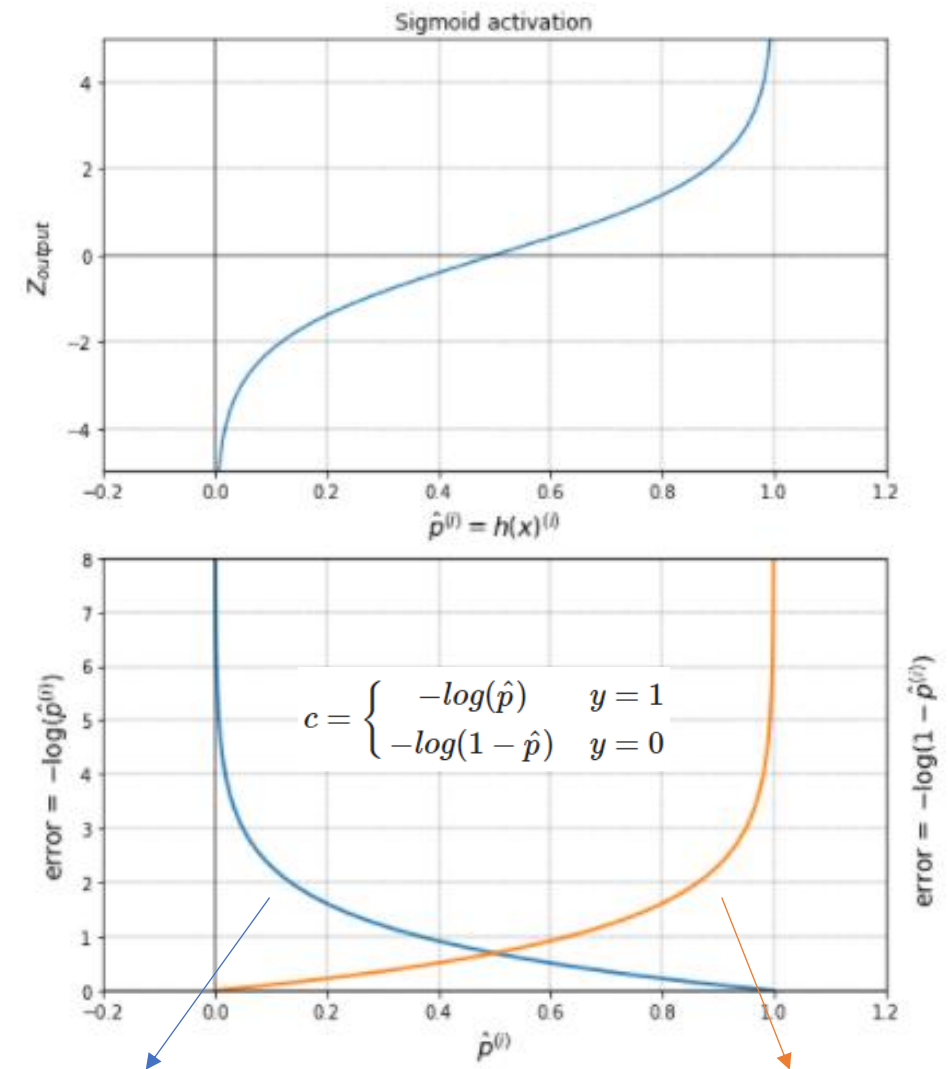 Sigmoid activation
4
2
0
−2
−4
Z_output
−0.2 0.0 0.2 0.4 0.6 0.8 1.0 1.2
p̂⁽ⁱ⁾ = h(x)⁽ⁱ⁾
8
7
6
5
4
3
2
1
0
error = −log(p̂⁽ⁱ⁾)
c = { −log(p̂) y = 1
−log(1 − p̂) y = 0
error = −log(1 − p̂⁽ⁱ⁾)
−0.2 0.0 0.2 0.4 0.6 0.8 1.0 1.2
p̂⁽ⁱ⁾